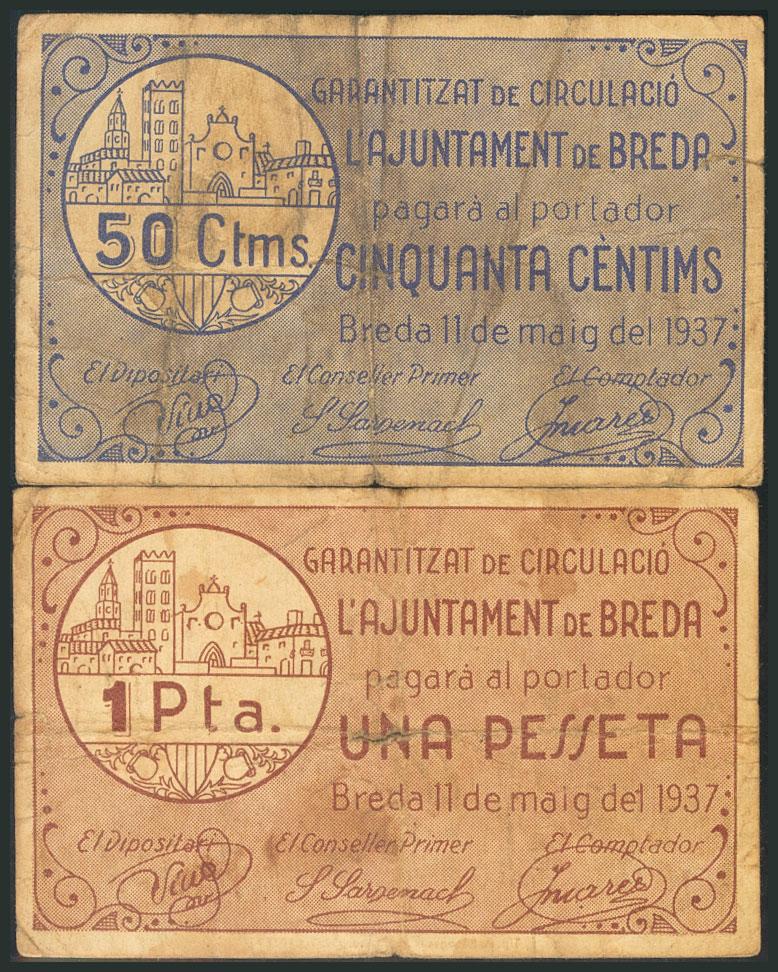 GARANTITZAT DE CIRCULACIÓ
L'AJUNTAMENT DE BREDA
pagarà al portador
50 Ctms.
CINQUANTA CÈNTIMS
Breda 11 de maig del 1937
El Dipositari El Conseller Primer El Comptador
GARANTITZAT DE CIRCULACIÓ
L'AJUNTAMENT DE BREDA
pagarà al portador
1 Pta.
UNA PESSETA
Breda 11 de maig del 1937
El Dipositari El Conseller Primer El Comptador